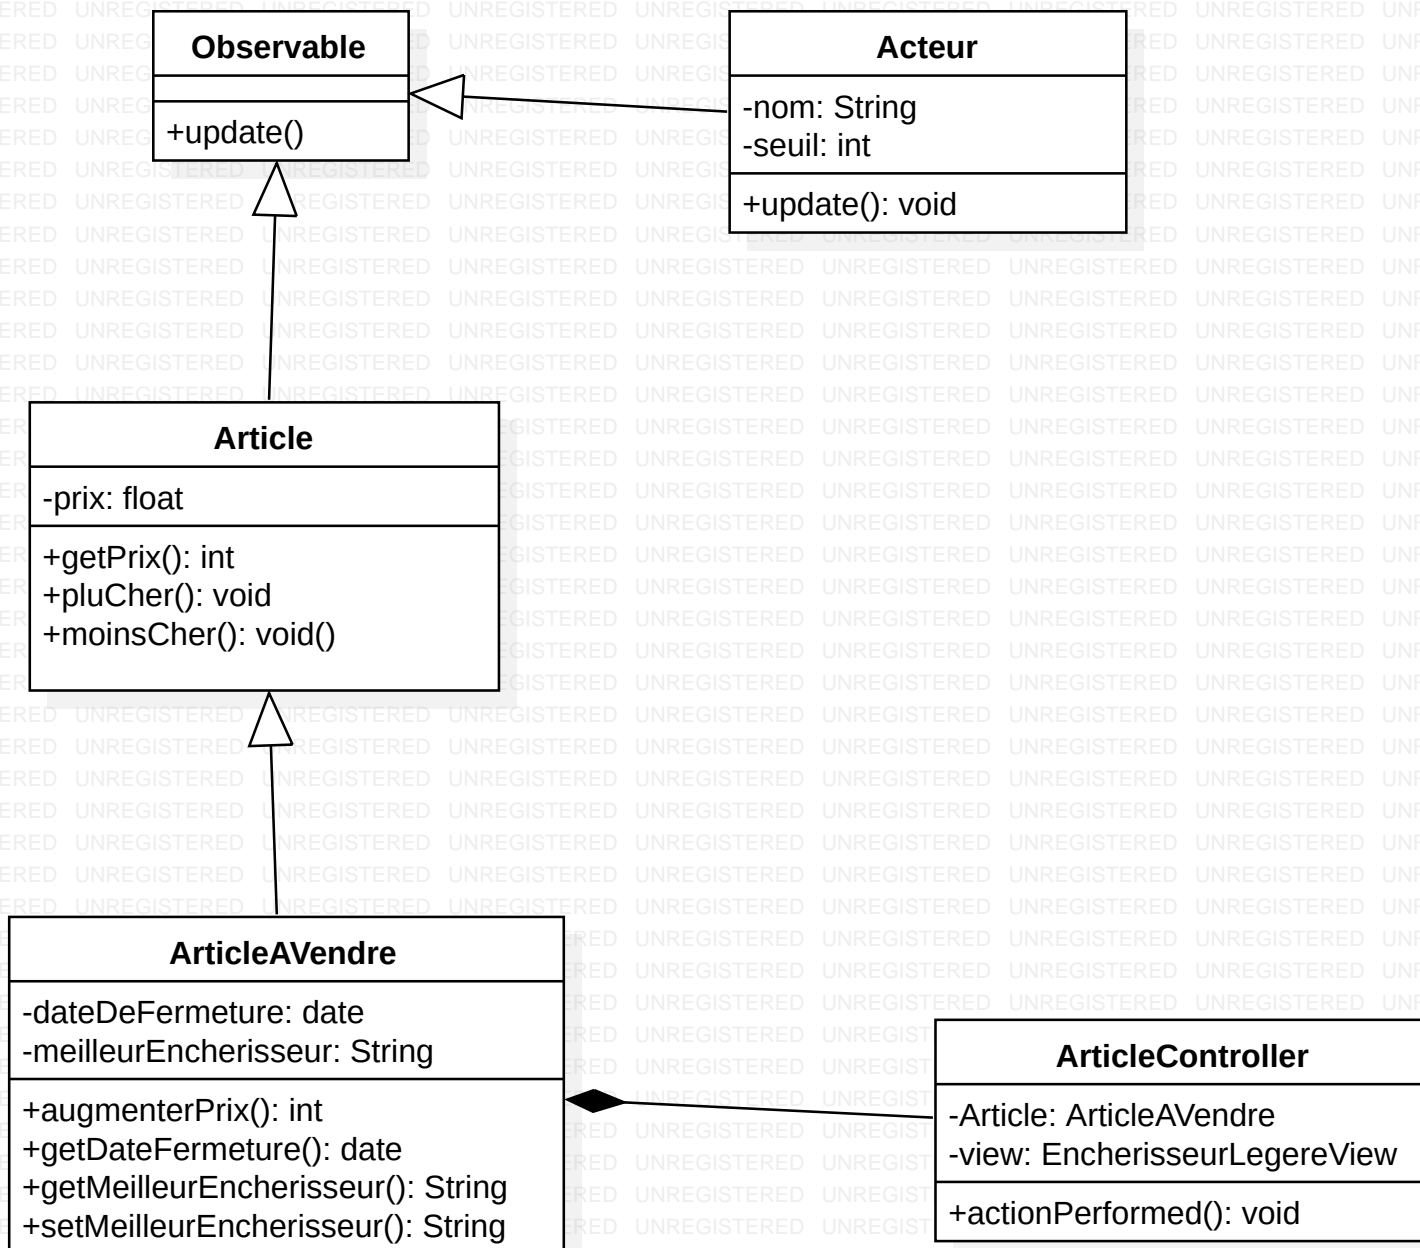 Observable
+update()
Acteur
-nom: String
-seuil: int
+update(): void
Article
-prix: float
+getPrix(): int
+pluCher(): void
+moinsCher(): void()
ArticleAVendre
-dateDeFermeture: date
-meilleurEncherisseur: String
+augmenterPrix(): int
+getDateFermeture(): date
+getMeilleurEncherisseur(): String
+setMeilleurEncherisseur(): String
ArticleController
-Article: ArticleAVendre
-view: EncherisseurLegereView
+actionPerformed(): void
UNREGISTERED